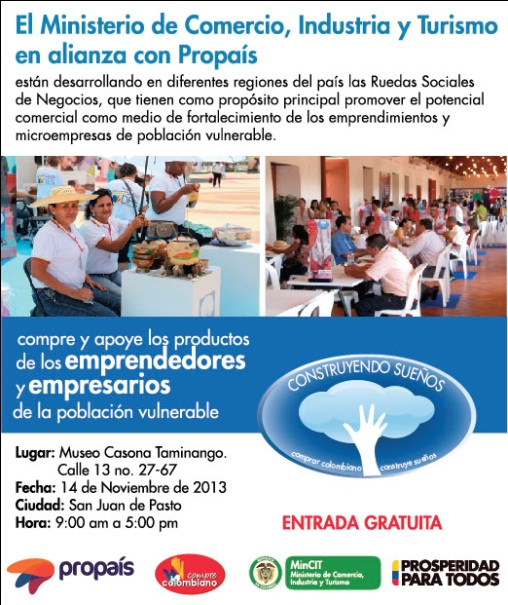 El Ministerio de Comercio, Industria y Turismo
en alianza con Propaís
están desarrollando en diferentes regiones del país las Ruedas Sociales
de Negocios, que tienen como propósito principal promover el potencial
comercial como medio de fortalecimiento de los emprendimientos y
microempresas de población vulnerable.
compre y apoye los productos
de los emprendedores
y empresarios
de la población vulnerable
CONSTRUYENDO SUEÑOS
comprar colombiano construye sueños
Lugar: Museo Casona Taminango.
Calle 13 no. 27-67
Fecha: 14 de Noviembre de 2013
Ciudad: San Juan de Pasto
Hora: 9:00 am a 5:00 pm
ENTRADA GRATUITA
propaís
compre
colombiano
MinCIT
Ministerio de Comercio,
Industria y Turismo
PROSPERIDAD
PARA TODOS